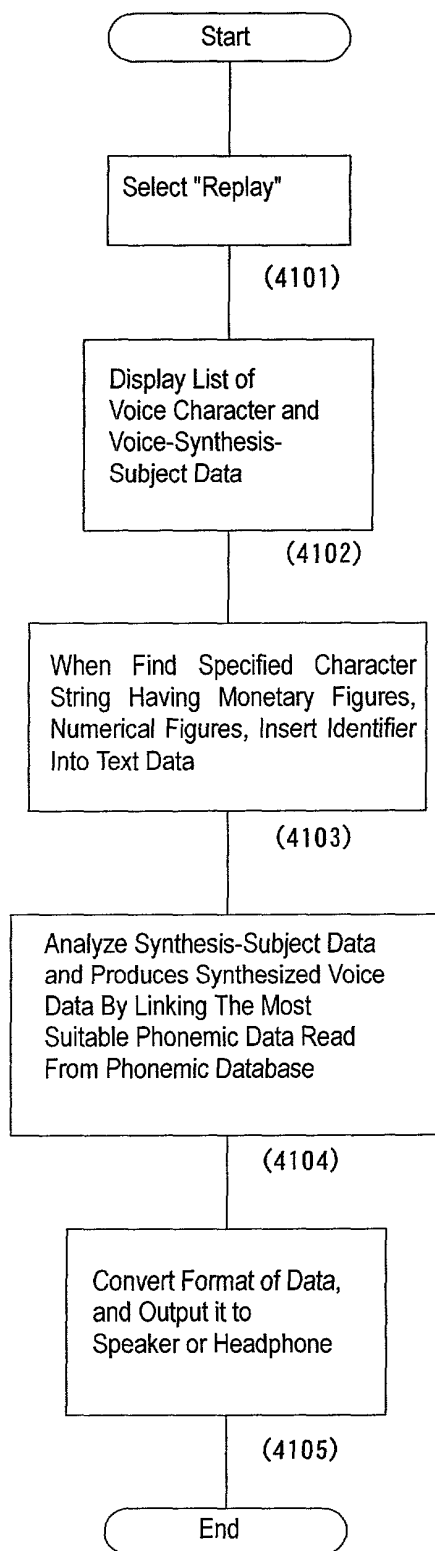 Start
Select "Replay"
(4101)
Display List of
Voice Character and
Voice-Synthesis-
Subject Data
(4102)
When Find Specified Character
String Having Monetary Figures,
Numerical Figures, Insert Identifier
Into Text Data
(4103)
Analyze Synthesis-Subject Data
and Produces Synthesized Voice
Data By Linking The Most
Suitable Phonemic Data Read
From Phonemic Database
(4104)
Convert Format of Data,
and Output it to
Speaker or Headphone
(4105)
End